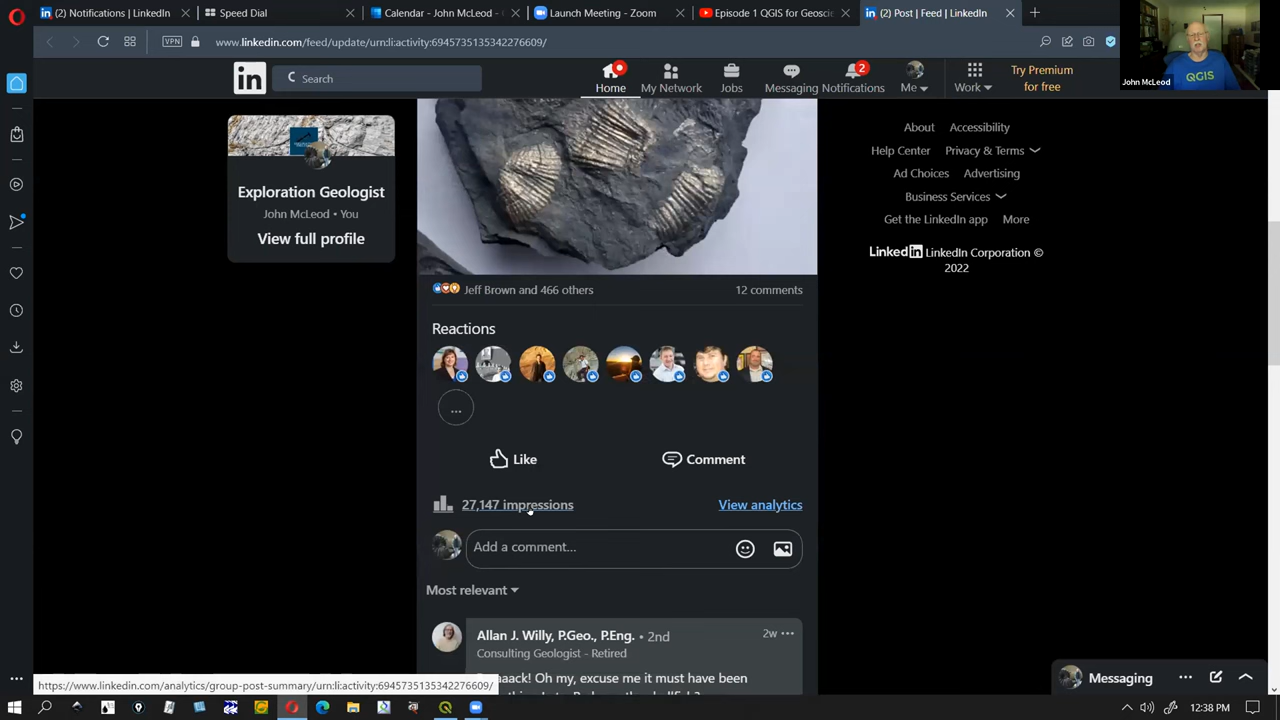 (2) Notifications | LinkedIn
Speed Dial
Calendar - John McLeod -
Launch Meeting - Zoom
Episode 1 QGIS for Geoscie
(2) Post | Feed | LinkedIn
VPN
www.linkedin.com/feed/update/urn:li:activity:6945735135342276609/
QGIS
John McLeod
in
Search
Home
My Network
Jobs
Messaging
2
Notifications
Me
Work
Try Premium
for free
Exploration Geologist
John McLeod • You
View full profile
About
Accessibility
Help Center
Privacy & Terms
Ad Choices
Advertising
Business Services
Get the LinkedIn app
More
Linked in LinkedIn Corporation ©
2022
Jeff Brown and 466 others
12 comments
Reactions
...
Like
Comment
27,147 impressions
View analytics
Add a comment...
Most relevant
Allan J. Willy, P.Geo., P.Eng. • 2nd
2w
Consulting Geologist - Retired
Oh my, excuse me it must have been
Messaging
https://www.linkedin.com/analytics/group-post-summary/urn:li:activity:6945735135342276609/
12:38 PM